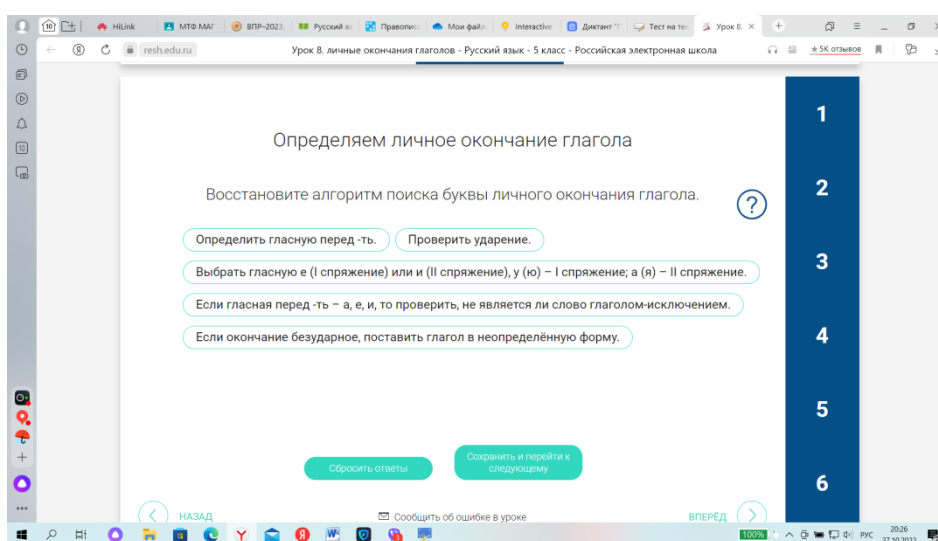 HiLink
МТФ МАГ
ВПР–2023.
Русский яз
Правопис
Мои файл
Interactive
Диктант "Т
Тест на те
Урок 8.
resh.edu.ru
Урок 8. личные окончания глаголов - Русский язык - 5 класс - Российская электронная школа
5K отзывов
Определяем личное окончание глагола
Восстановите алгоритм поиска буквы личного окончания глагола.
?
Определить гласную перед -ть.
Проверить ударение.
Выбрать гласную е (I спряжение) или и (II спряжение), у (ю) – I спряжение; а (я) – II спряжение.
Если гласная перед -ть – а, е, и, то проверить, не является ли слово глаголом-исключением.
Если окончание безударное, поставить глагол в неопределённую форму.
Сбросить ответы
Сохранить и перейти к
следующему
НАЗАД
Сообщить об ошибке в уроке
ВПЕРЁД
1
2
3
4
5
6
100%
РУС
20:26
27.10.2022